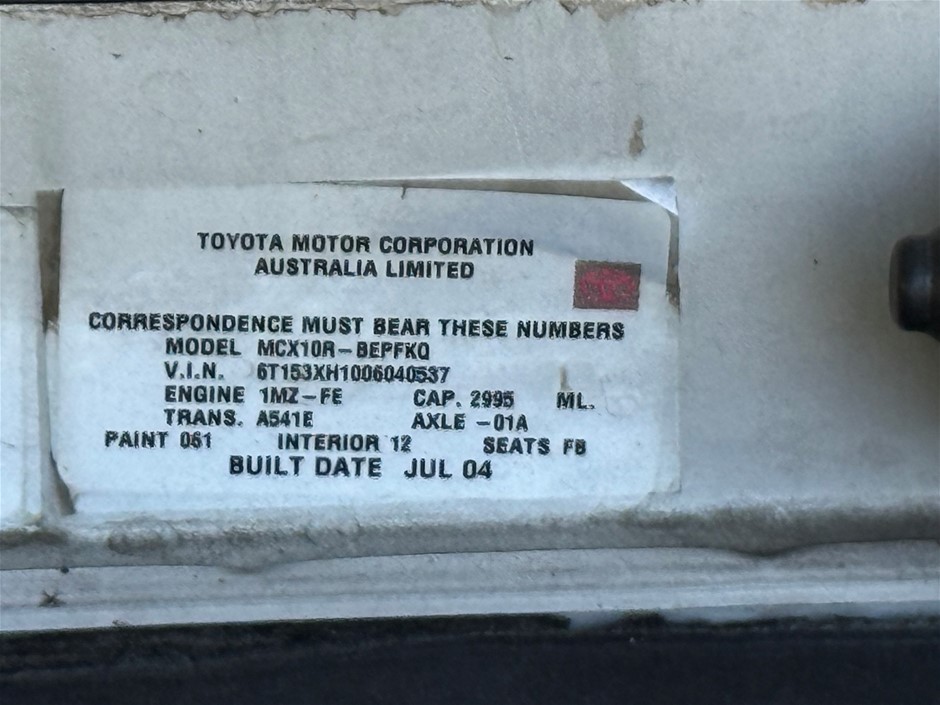 TOYOTA MOTOR CORPORATION
AUSTRALIA LIMITED
CORRESPONDENCE MUST BEAR THESE NUMBERS
MODEL MCX10R-BEPFKQ
V.I.N. 6T153XH1006040537
ENGINE 1MZ-FE CAP. 2995 ML.
TRANS. A541E AXLE -01A
PAINT 061 INTERIOR 12 SEATS FB
BUILT DATE JUL 04